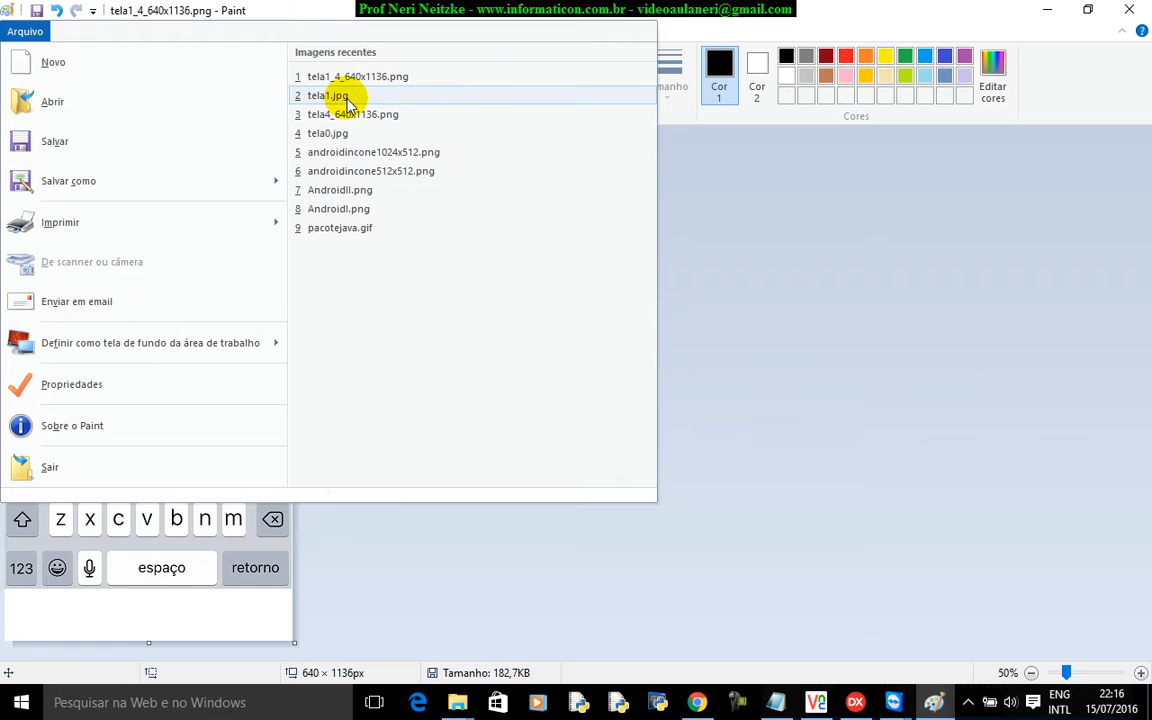 tela1_4_640x1136.png - Paint
Prof Neri Neitzke - www.informaticon.com.br - videoaulaneri@gmail.com
Arquivo
Novo
Abrir
Salvar
Salvar como
Imprimir
De scanner ou câmera
Enviar em email
Definir como tela de fundo da área de trabalho
Propriedades
Sobre o Paint
Sair
Imagens recentes
1 tela1_4_640x1136.png
2 tela1.jpg
3 tela4_640x1136.png
4 tela0.jpg
5 androidincone1024x512.png
6 androidincone512x512.png
7 AndroidII.png
8 AndroidI.png
9 pacotejava.gif
manho
Cor 1
Cor 2
Editar cores
Cores
z x c v b n m
123 espaço retorno
640 × 1136px
Tamanho: 182,7KB
50%
Pesquisar na Web e no Windows
ENG
INTL
22:16
15/07/2016